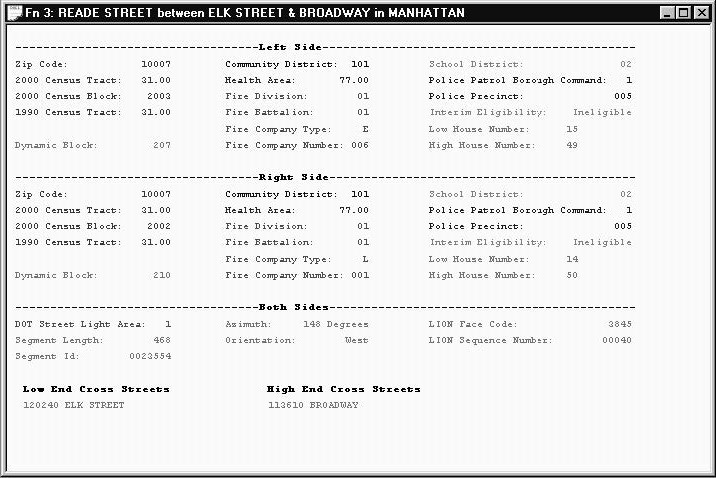 Fn 3: READE STREET between ELK STREET & BROADWAY in MANHATTAN
Left Side
Zip Code: 10007 Community District: 101 School District: 02
2000 Census Tract: 31.00 Health Area: 77.00 Police Patrol Borough Command: 1
2000 Census Block: 2003 Fire Division: 01 Police Precinct: 005
1990 Census Tract: 31.00 Fire Battalion: 01 Interim Eligibility: Ineligible
Fire Company Type: E Low House Number: 15
Dynamic Block: 207 Fire Company Number: 006 High House Number: 49
Right Side
Zip Code: 10007 Community District: 101 School District: 02
2000 Census Tract: 31.00 Health Area: 77.00 Police Patrol Borough Command: 1
2000 Census Block: 2002 Fire Division: 01 Police Precinct: 005
1990 Census Tract: 31.00 Fire Battalion: 01 Interim Eligibility: Ineligible
Fire Company Type: L Low House Number: 14
Dynamic Block: 210 Fire Company Number: 001 High House Number: 50
Both Sides
DOT Street Light Area: 1 Azimuth: 148 Degrees LION Face Code: 3845
Segment Length: 468 Orientation: West LION Sequence Number: 00040
Segment Id: 0023554
Low End Cross Streets High End Cross Streets
120240 ELK STREET 113610 BROADWAY